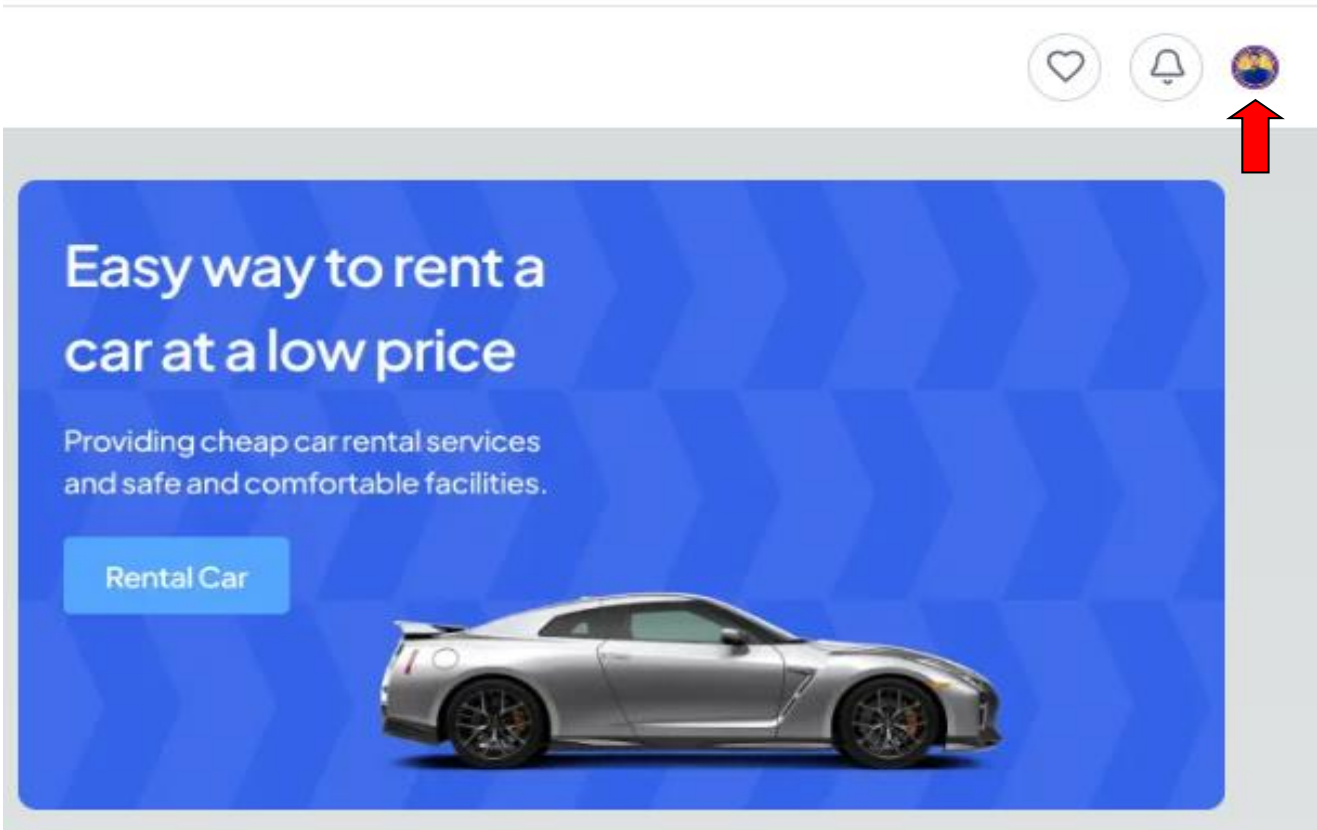 Easy way to rent a
car at a low price
Providing cheap car rental services
and safe and comfortable facilities.
Rental Car